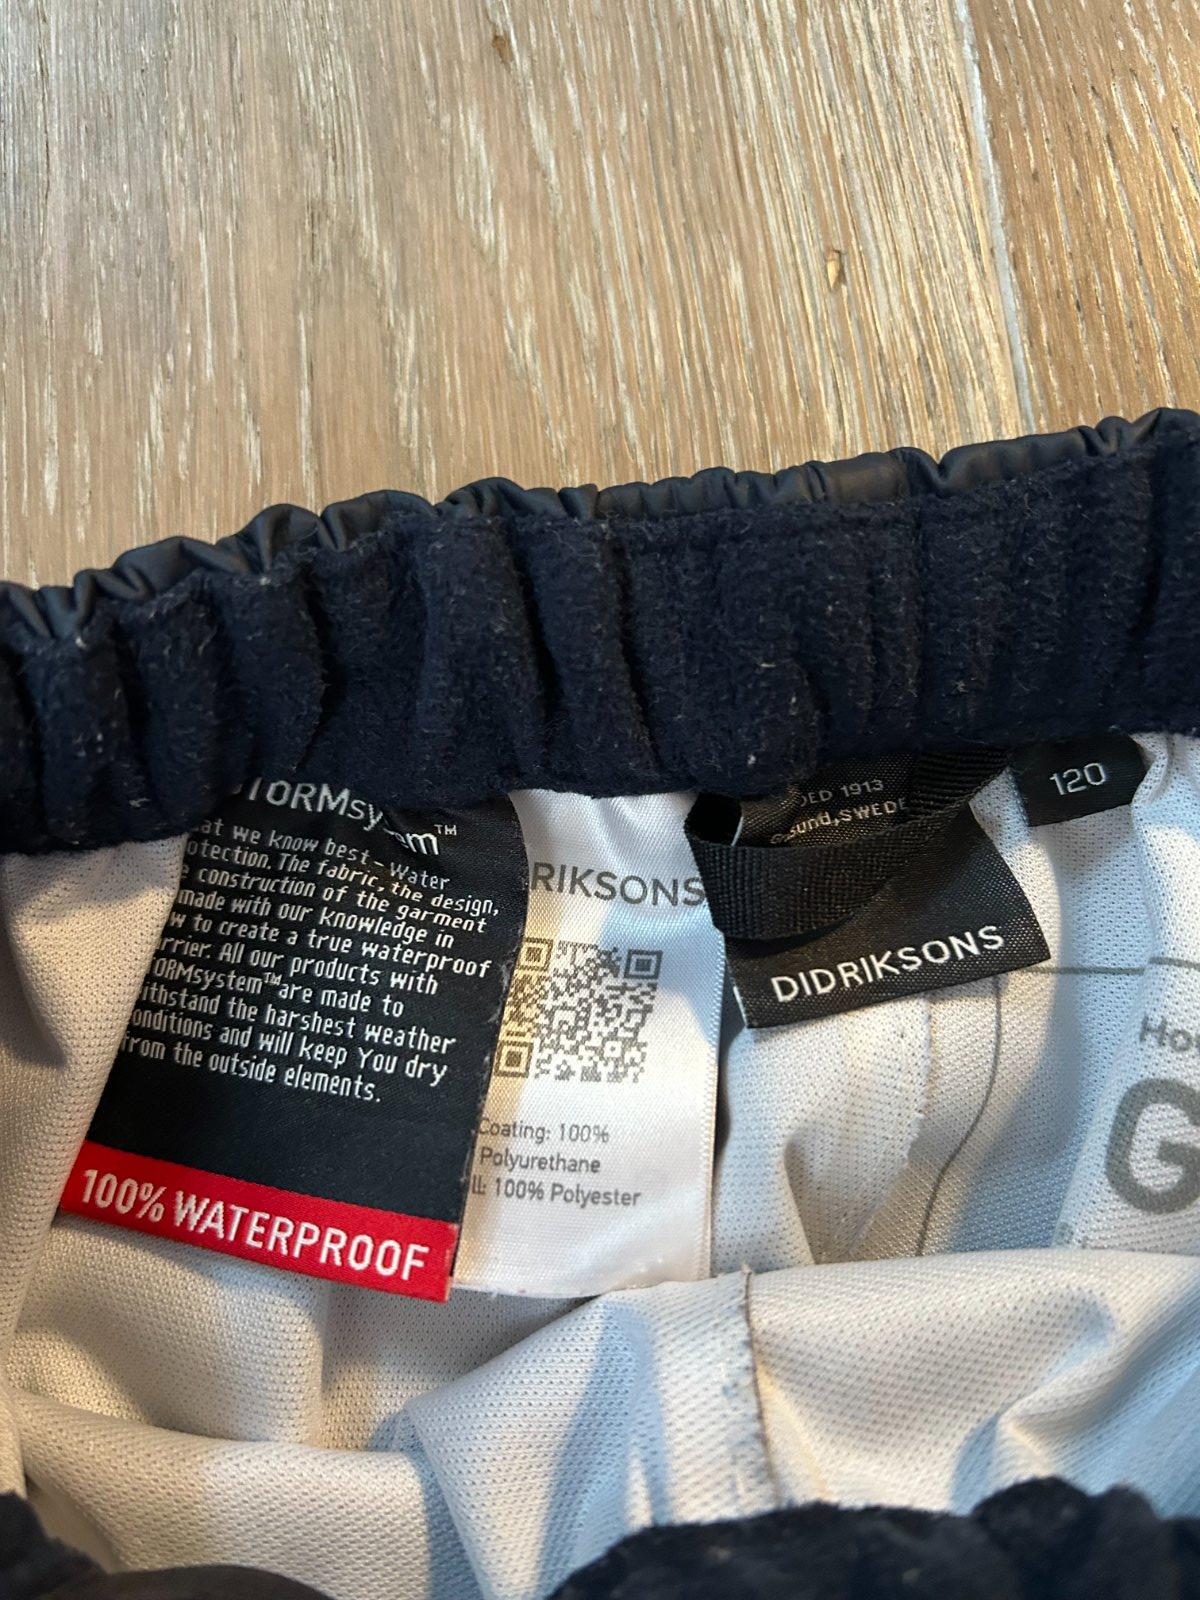 TORMsystem™
at we know best – Water
otection. The fabric, the design,
construction of the garment
made with our knowledge in
w to create a true waterproof
rrier. All our products with
TORMsystem™ are made to
ithstand the harshest weather
onditions and will keep You dry
from the outside elements.
100% WATERPROOF
RIKSONS
Coating: 100%
Polyurethane
ll: 100% Polyester
DED 1913
sund, SWEDE
DIDRIKSONS
120
How
G